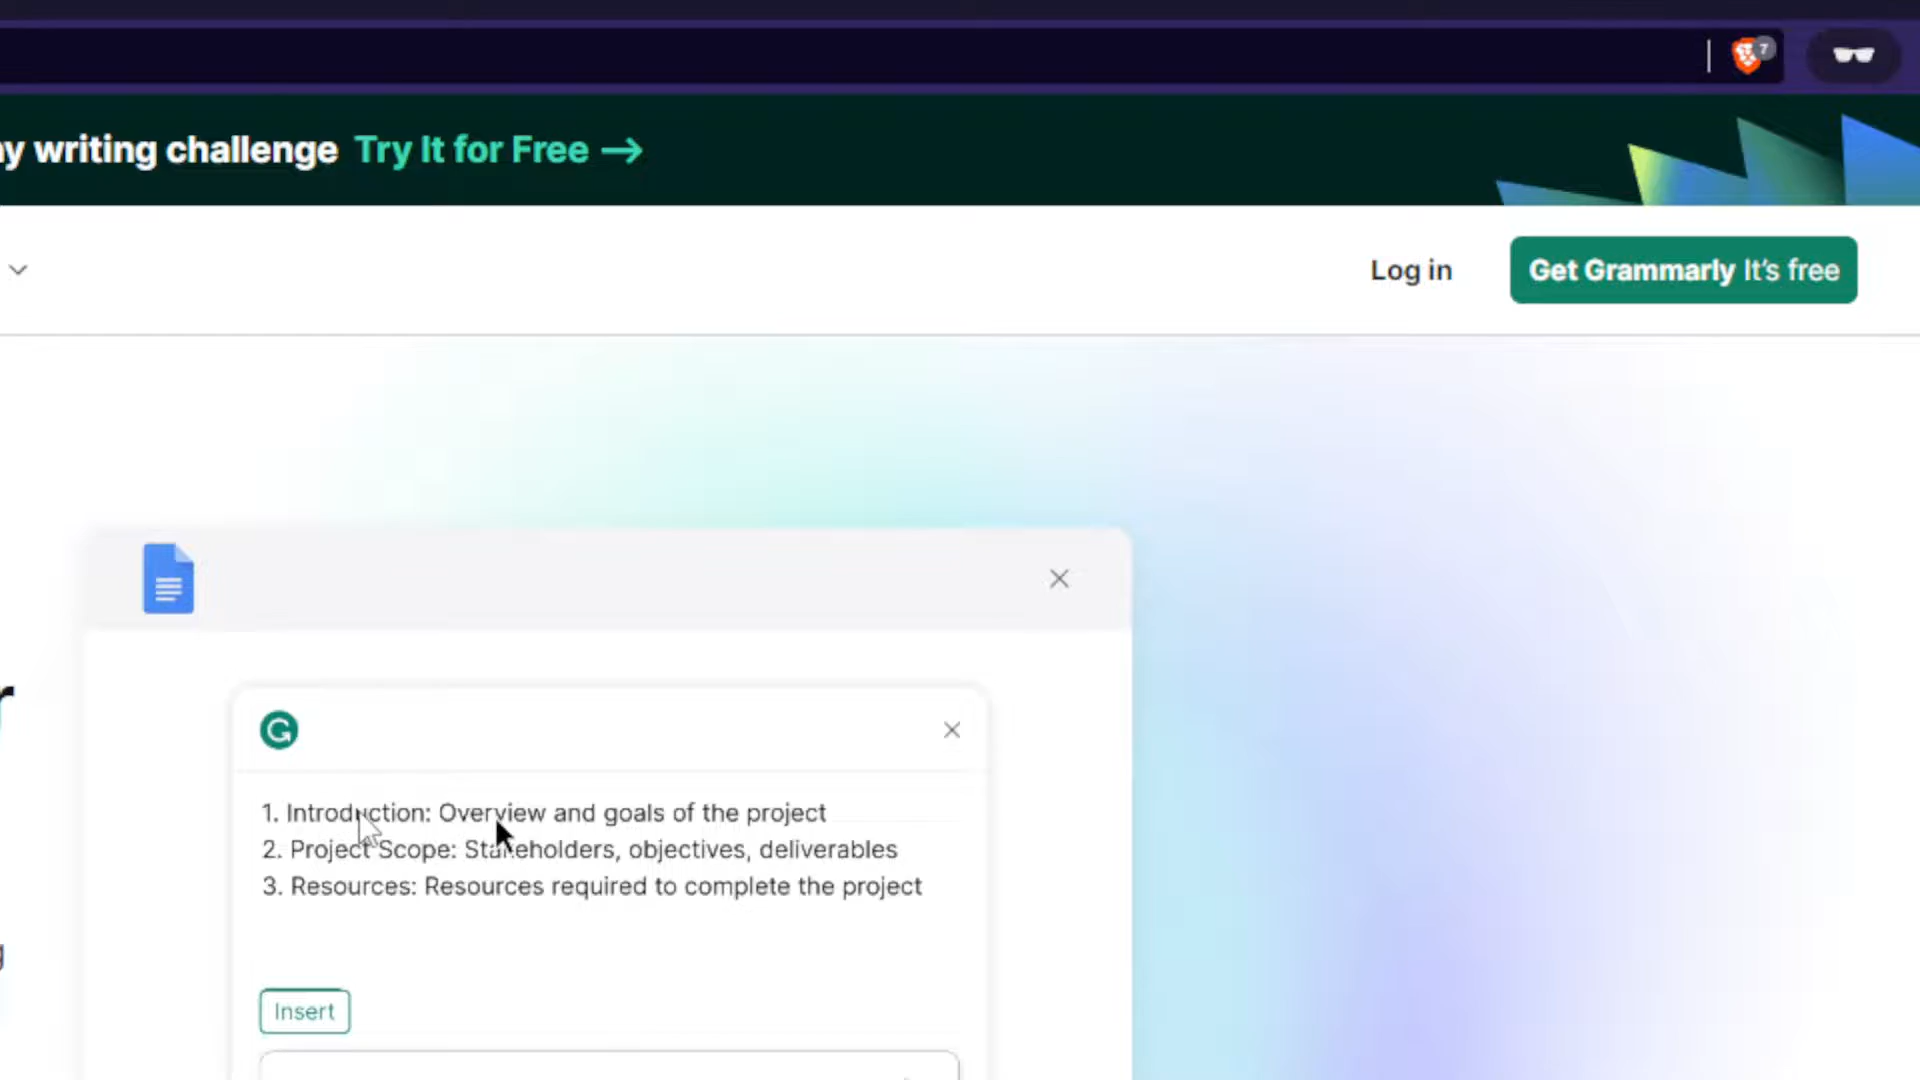 7
writing challenge Try It for Free →
Log in
Get Grammarly It's free
1. Introduction: Overview and goals of the project
2. Project Scope: Stakeholders, objectives, deliverables
3. Resources: Resources required to complete the project
Insert